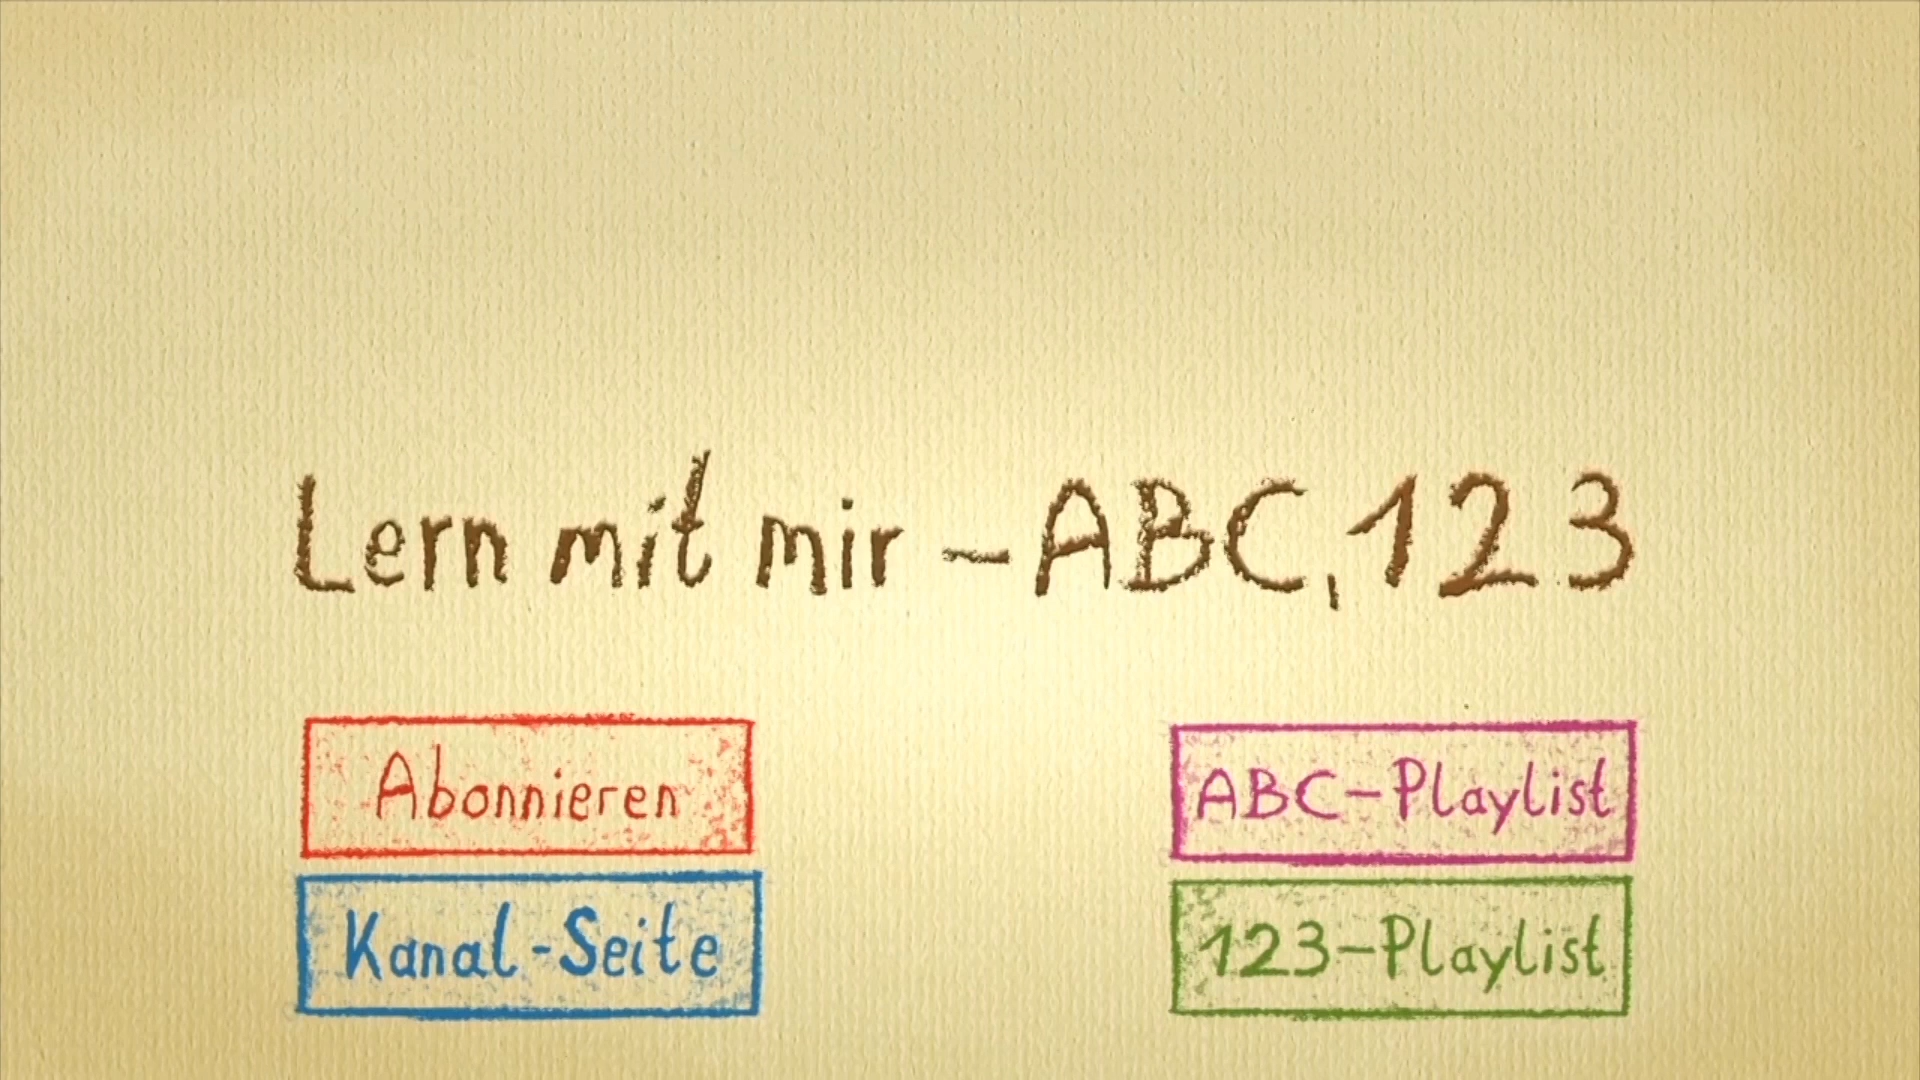 Lern mit mir – ABC, 123
Abonnieren
Kanal-Seite
ABC-Playlist
123-Playlist